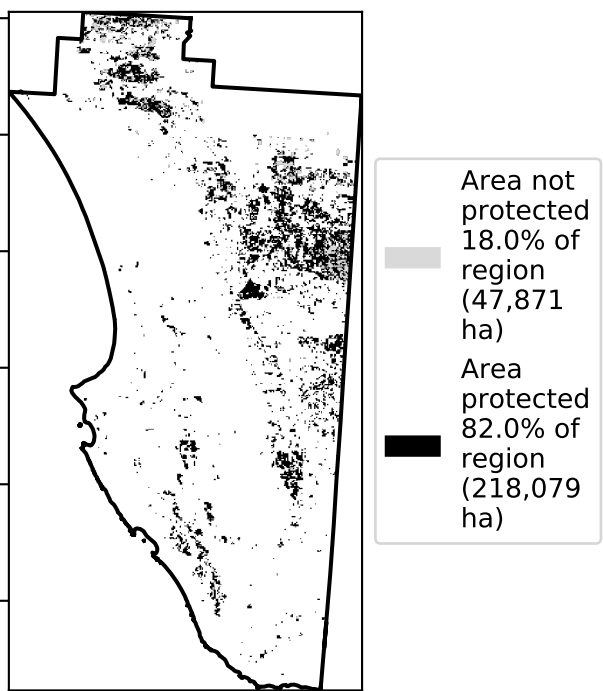 Area not
protected
18.0% of
region
(47,871
ha)
Area
protected
82.0% of
region
(218,079
ha)